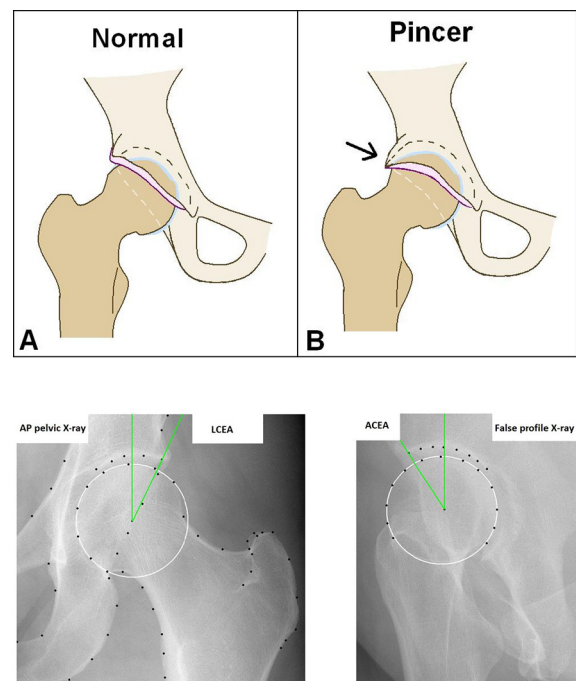 Normal
Pincer
A
B
AP pelvic X-ray
LCEA
ACEA
False profile X-ray